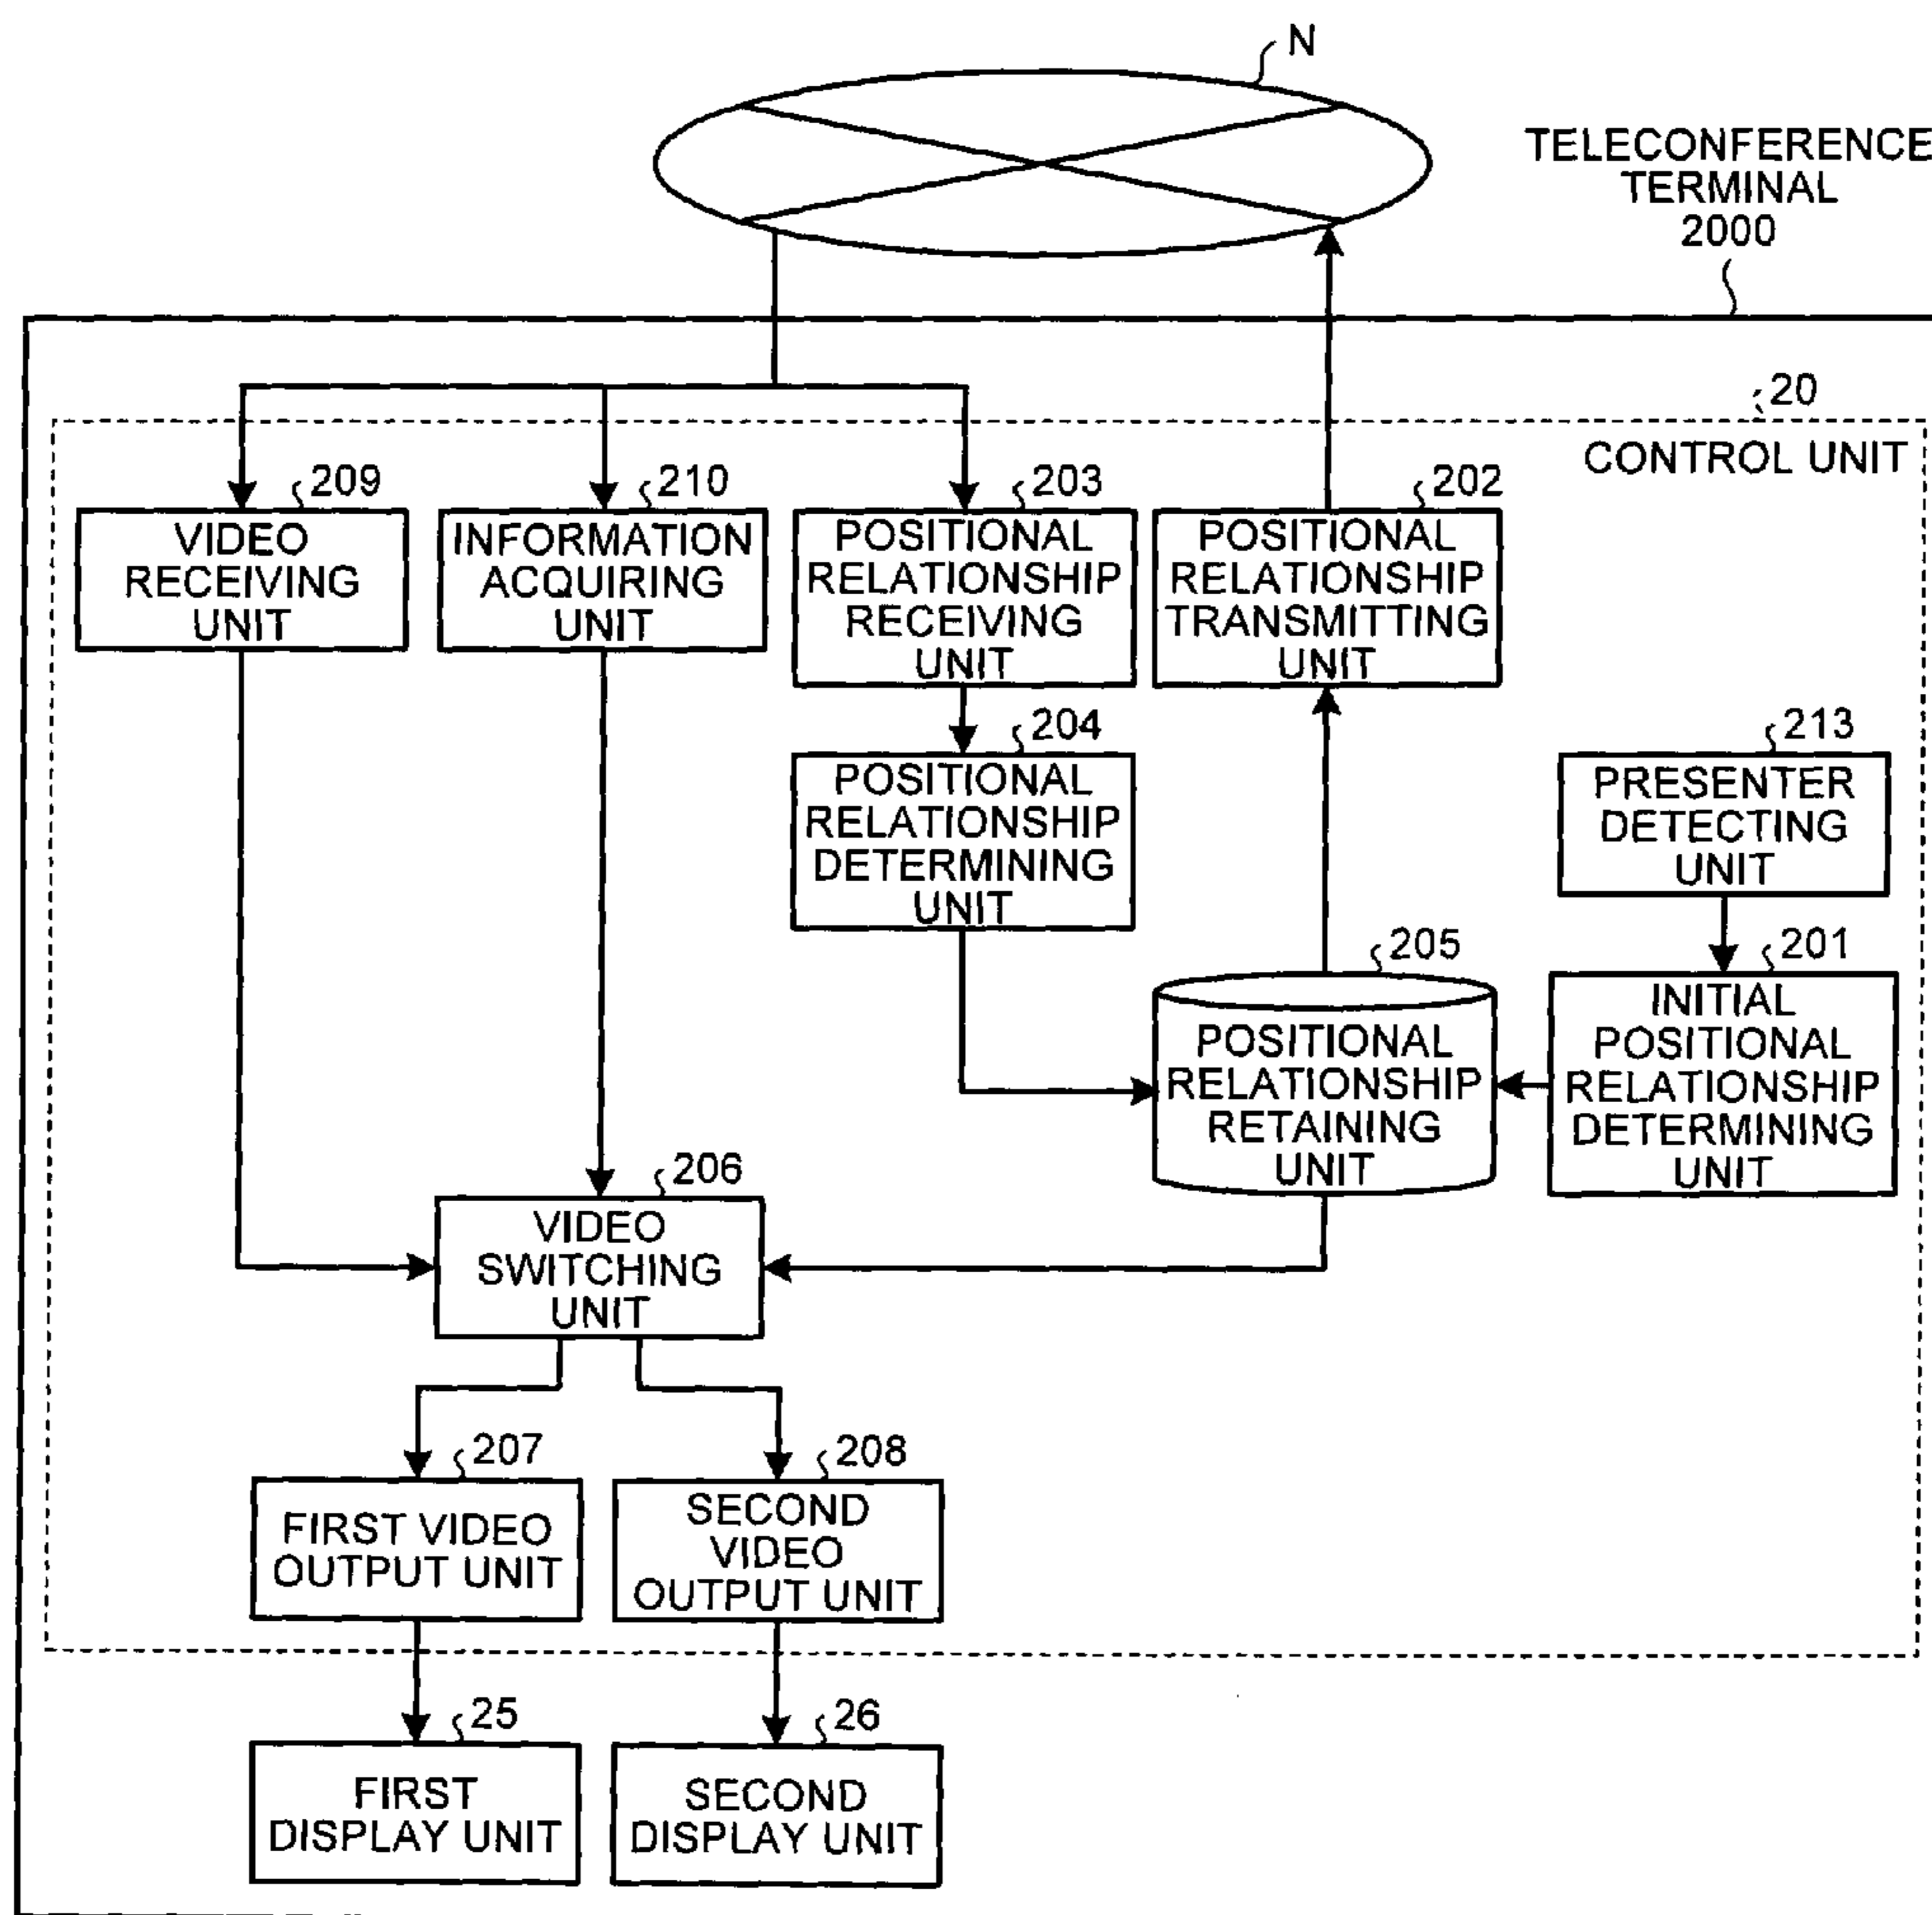 N
TELECONFERENCE
TERMINAL
2000
20
CONTROL UNIT
209
VIDEO
RECEIVING
UNIT
210
INFORMATION
ACQUIRING
UNIT
203
POSITIONAL
RELATIONSHIP
RECEIVING
UNIT
202
POSITIONAL
RELATIONSHIP
TRANSMITTING
UNIT
204
POSITIONAL
RELATIONSHIP
DETERMINING
UNIT
213
PRESENTER
DETECTING
UNIT
205
POSITIONAL
RELATIONSHIP
RETAINING
UNIT
201
INITIAL
POSITIONAL
RELATIONSHIP
DETERMINING
UNIT
206
VIDEO
SWITCHING
UNIT
207
FIRST VIDEO
OUTPUT UNIT
208
SECOND
VIDEO
OUTPUT UNIT
25
FIRST
DISPLAY UNIT
26
SECOND
DISPLAY UNIT